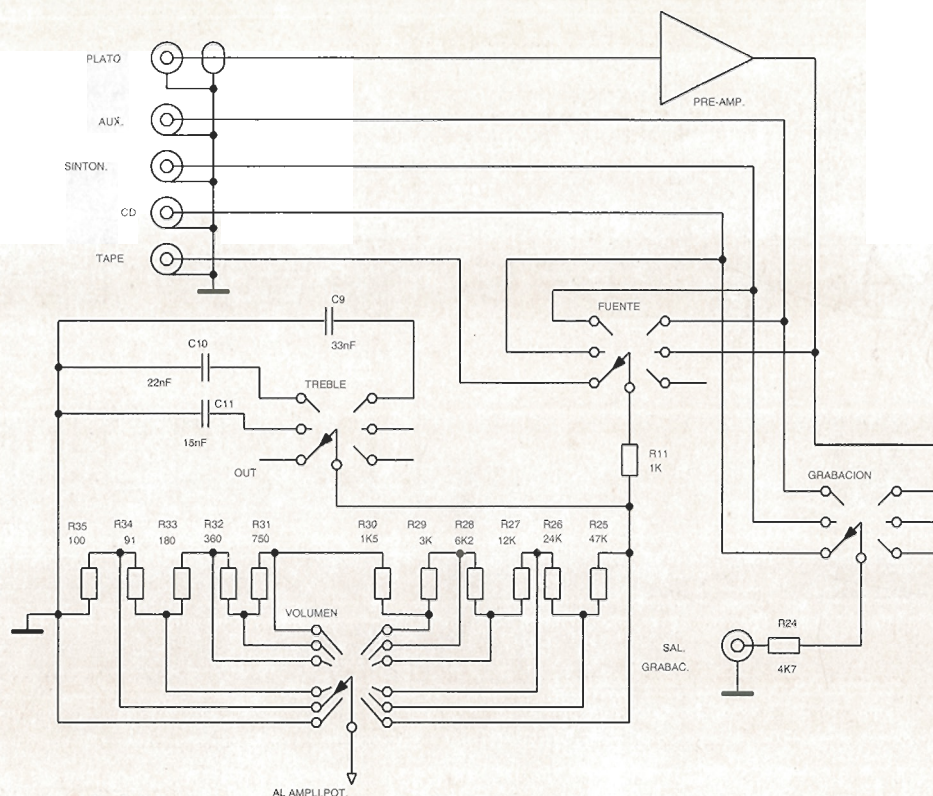 PLATO
AUX.
SINTON.
CD
TAPE
PRE-AMP.
C9
33nF
C10
22nF
C11
15nF
TREBLE
OUT
FUENTE
R11
1K
GRABACION
R35
100
R34
91
R33
180
R32
360
R31
750
R30
1K5
R29
3K
R28
6K2
R27
12K
R26
24K
R25
47K
VOLUMEN
SAL.
GRABAC.
R24
4K7
AL AMPLI.POT.